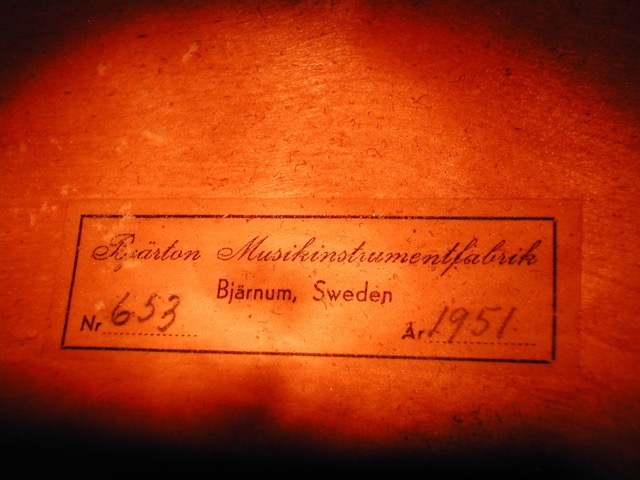 Bjärton Musikinstrumentfabrik
Bjärnum, Sweden
Nr 653 År 1951